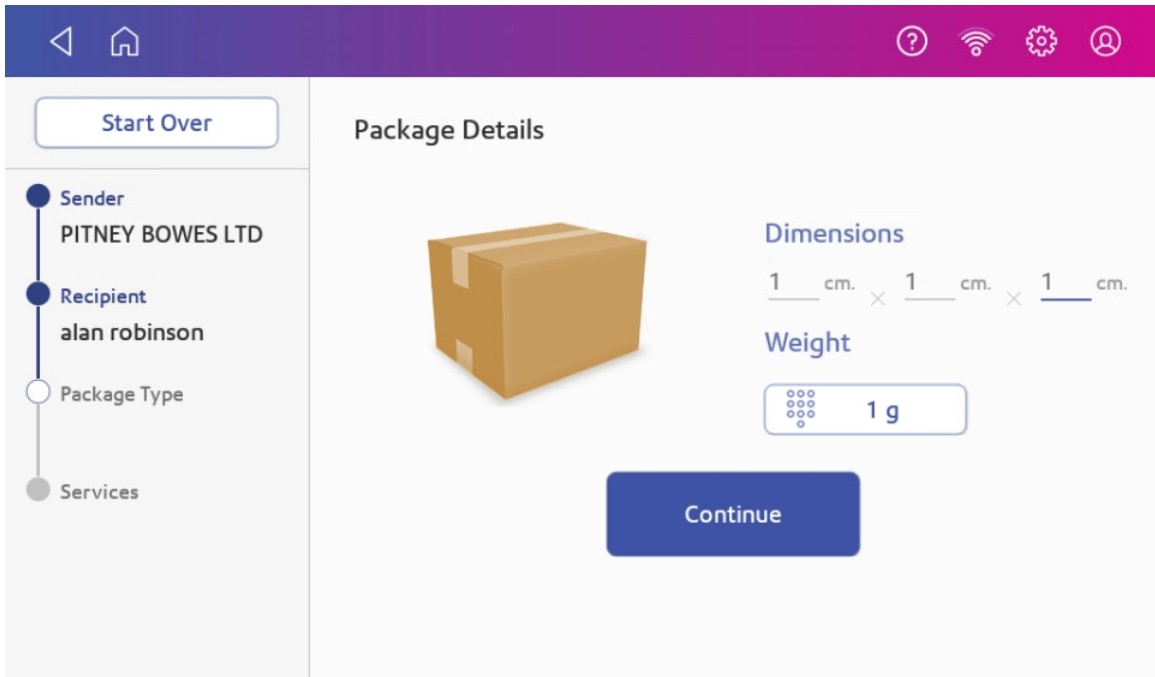 Start Over
Sender
PITNEY BOWES LTD
Recipient
alan robinson
Package Type
Services
Package Details
Dimensions
1 cm. × 1 cm. × 1 cm.
Weight
1 g
Continue